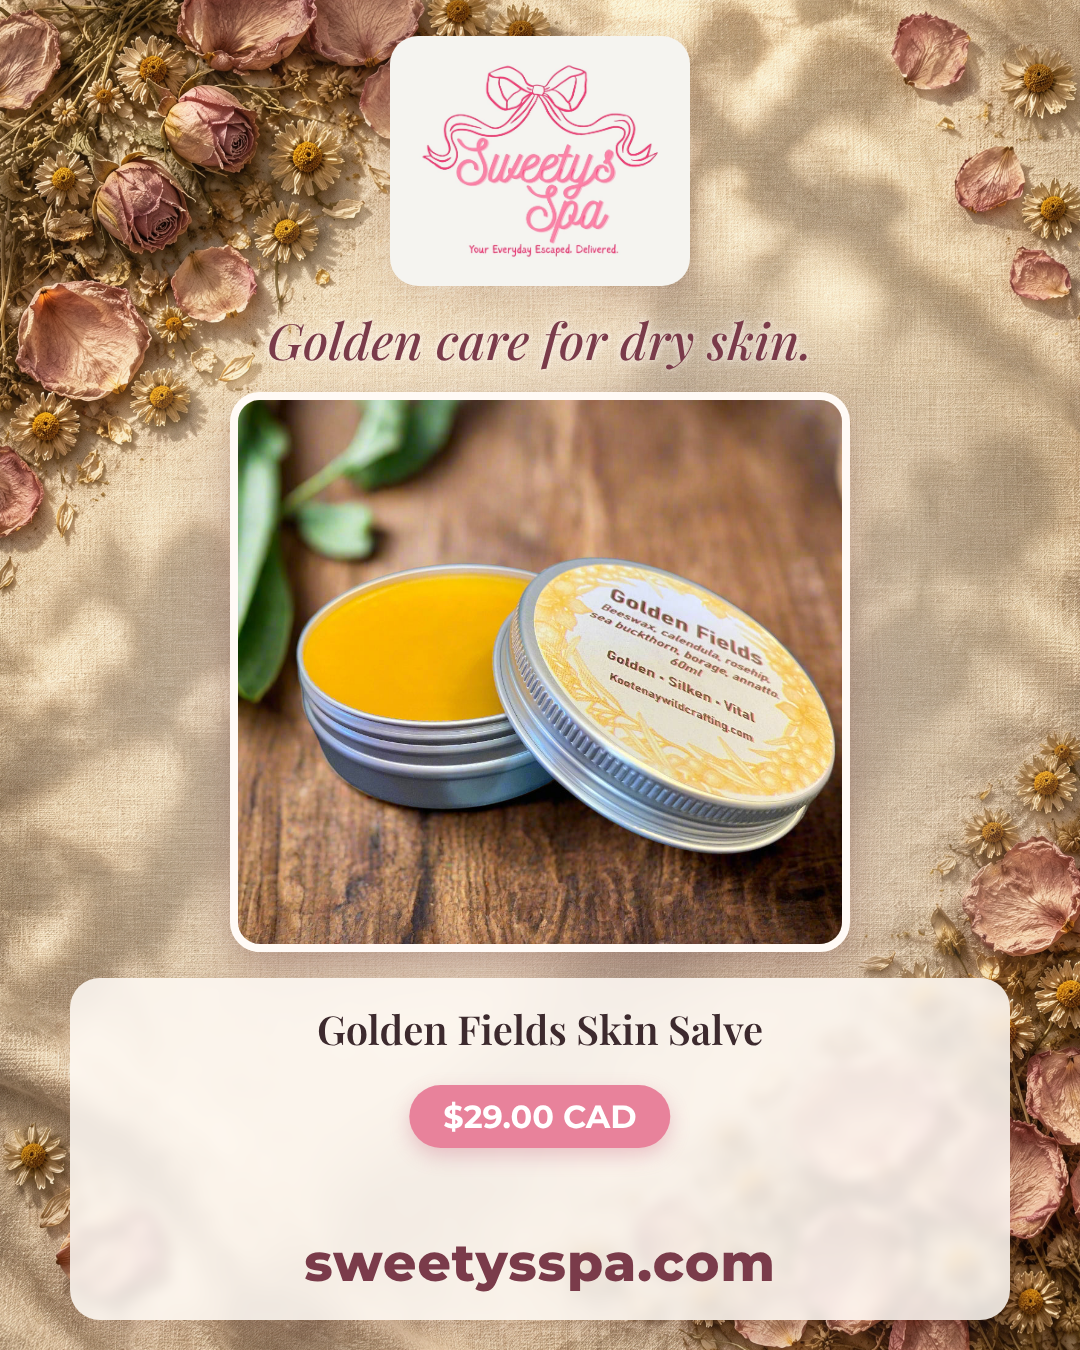 Sweetys
Spa
Your Everyday Escaped. Delivered.
Golden care for dry skin.
Golden Fields
Beeswax, calendula, rosehip,
sea buckthorn, borage, annatto.
60ml
Golden - Silken - Vital
Kootenaywildcrafting.com
Golden Fields Skin Salve
$29.00 CAD
sweetysspa.com